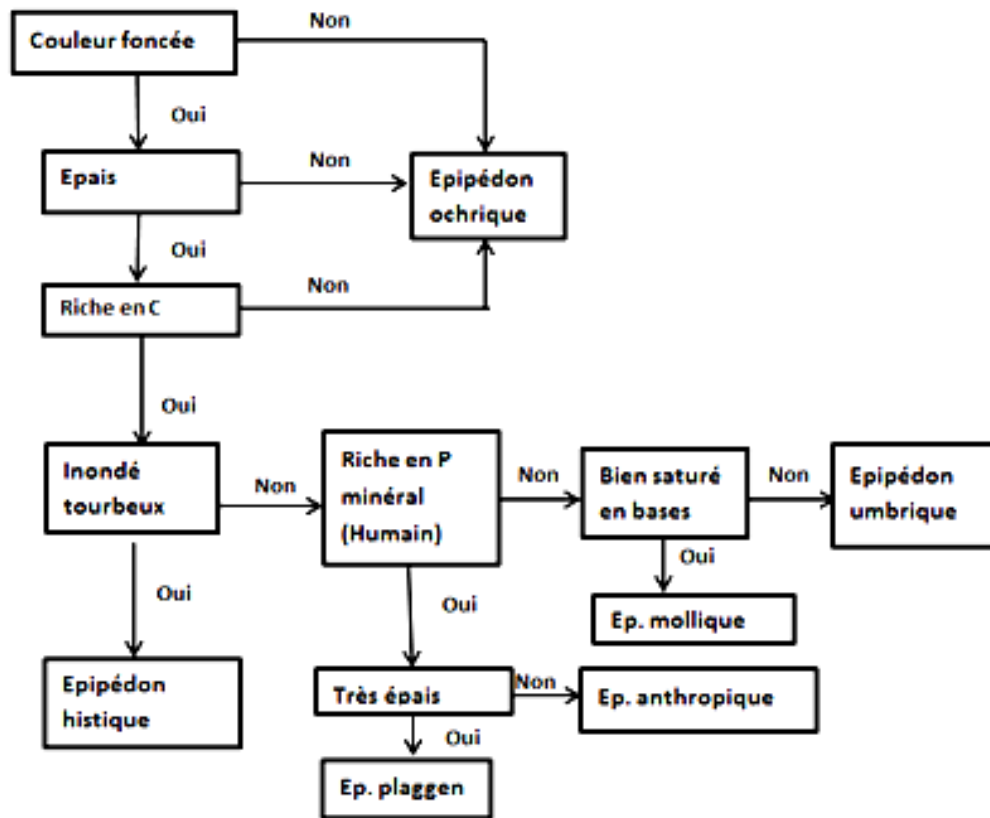 Couleur foncée
Non
Oui
Epais
Non
Epipédon
ochrique
Oui
Riche en C
Non
Oui
Inondé
tourbeux
Non
Riche en P
minéral
(Humain)
Non
Bien saturé
en bases
Non
Epipédon
umbrique
Oui
Oui
Oui
Ep. mollique
Epipédon
histique
Très épais
Non
Ep. anthropique
Oui
Ep. plaggen